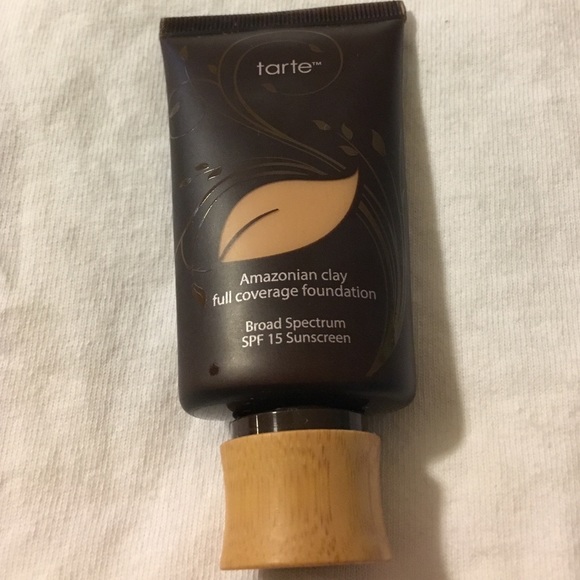 tarte™
Amazonian clay
full coverage foundation
Broad Spectrum
SPF 15 Sunscreen